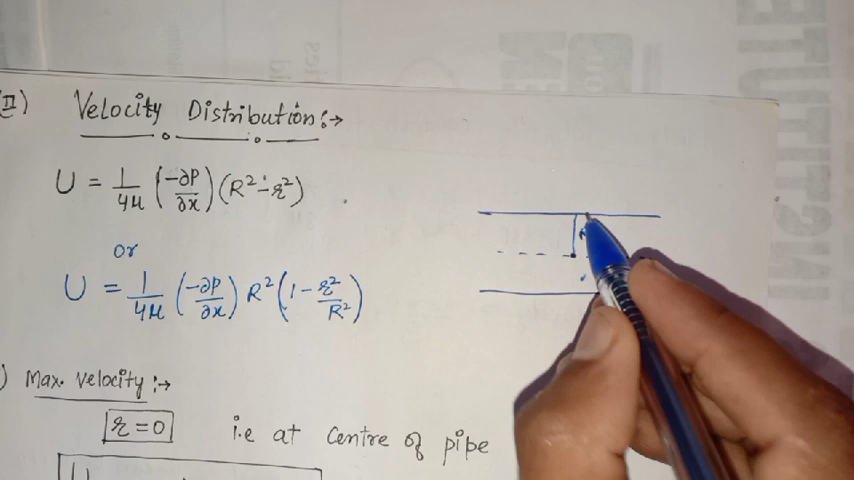 II) Velocity Distribution :→
U = 1/4μ (-∂P/∂x) (R² - r²)
or
U = 1/4μ (-∂P/∂x) R² (1 - r²/R²)
) Max. Velocity :→
r = 0 i.e at Centre of pipe